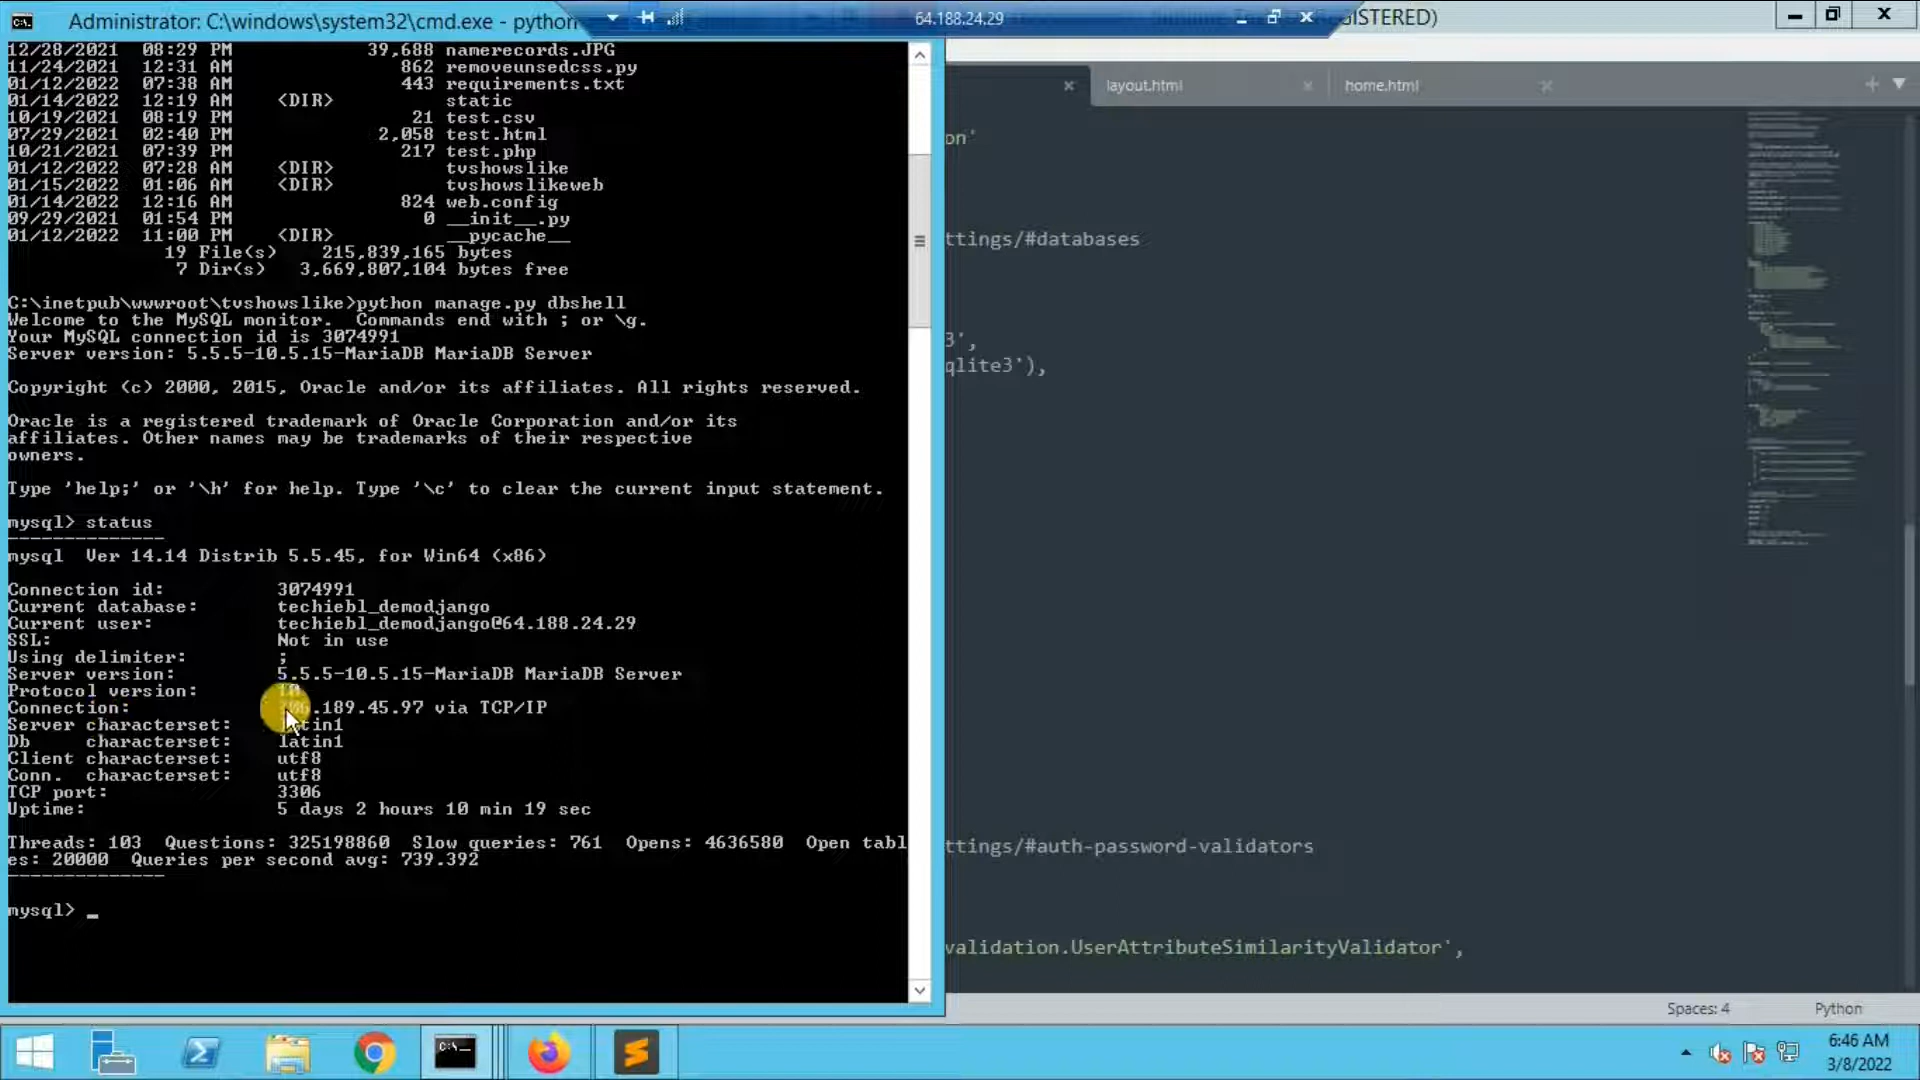 Administrator: C:\windows\system32\cmd.exe - python
64.188.24.29
GISTERED)
12/28/2021 08:29 PM 39,688 namerecords.JPG
11/24/2021 12:31 AM 862 removeunsedcss.py
01/12/2022 07:38 AM 443 requirements.txt
01/14/2022 12:19 AM <DIR> static
10/19/2021 08:19 PM 21 test.csv
07/29/2021 02:40 PM 2,058 test.html
10/21/2021 07:39 PM 217 test.php
01/12/2022 07:28 AM <DIR> tvshowslike
01/15/2022 01:06 AM <DIR> tvshowslikeweb
01/14/2022 12:16 AM 824 web.config
09/29/2021 01:54 PM 0 __init__.py
01/12/2022 11:00 PM <DIR> __pycache__
19 File(s) 215,839,165 bytes
7 Dir(s) 3,669,807,104 bytes free
C:\inetpub\wwwroot\tvshowslike>python manage.py dbshell
Welcome to the MySQL monitor. Commands end with ; or \g.
Your MySQL connection id is 3074991
Server version: 5.5.5-10.5.15-MariaDB MariaDB Server
Copyright (c) 2000, 2015, Oracle and/or its affiliates. All rights reserved.
Oracle is a registered trademark of Oracle Corporation and/or its
affiliates. Other names may be trademarks of their respective
owners.
Type 'help;' or '\h' for help. Type '\c' to clear the current input statement.
mysql> status
--------------
mysql Ver 14.14 Distrib 5.5.45, for Win64 (x86)
Connection id: 3074991
Current database: techiebl_demodjango
Current user: techiebl_demodjango@64.188.24.29
SSL: Not in use
Using delimiter: ;
Server version: 5.5.5-10.5.15-MariaDB MariaDB Server
Protocol version: 10
Connection: .189.45.97 via TCP/IP
Server characterset: latin1
Db characterset: latin1
Client characterset: utf8
Conn. characterset: utf8
TCP port: 3306
Uptime: 5 days 2 hours 10 min 19 sec
Threads: 103 Questions: 325198860 Slow queries: 761 Opens: 4636580 Open tabl
es: 20000 Queries per second avg: 739.392
--------------
mysql> _
layout.html
home.html
on'
ttings/#databases
3',
qlite3'),
ttings/#auth-password-validators
validation.UserAttributeSimilarityValidator',
Spaces: 4
Python
6:46 AM
3/8/2022